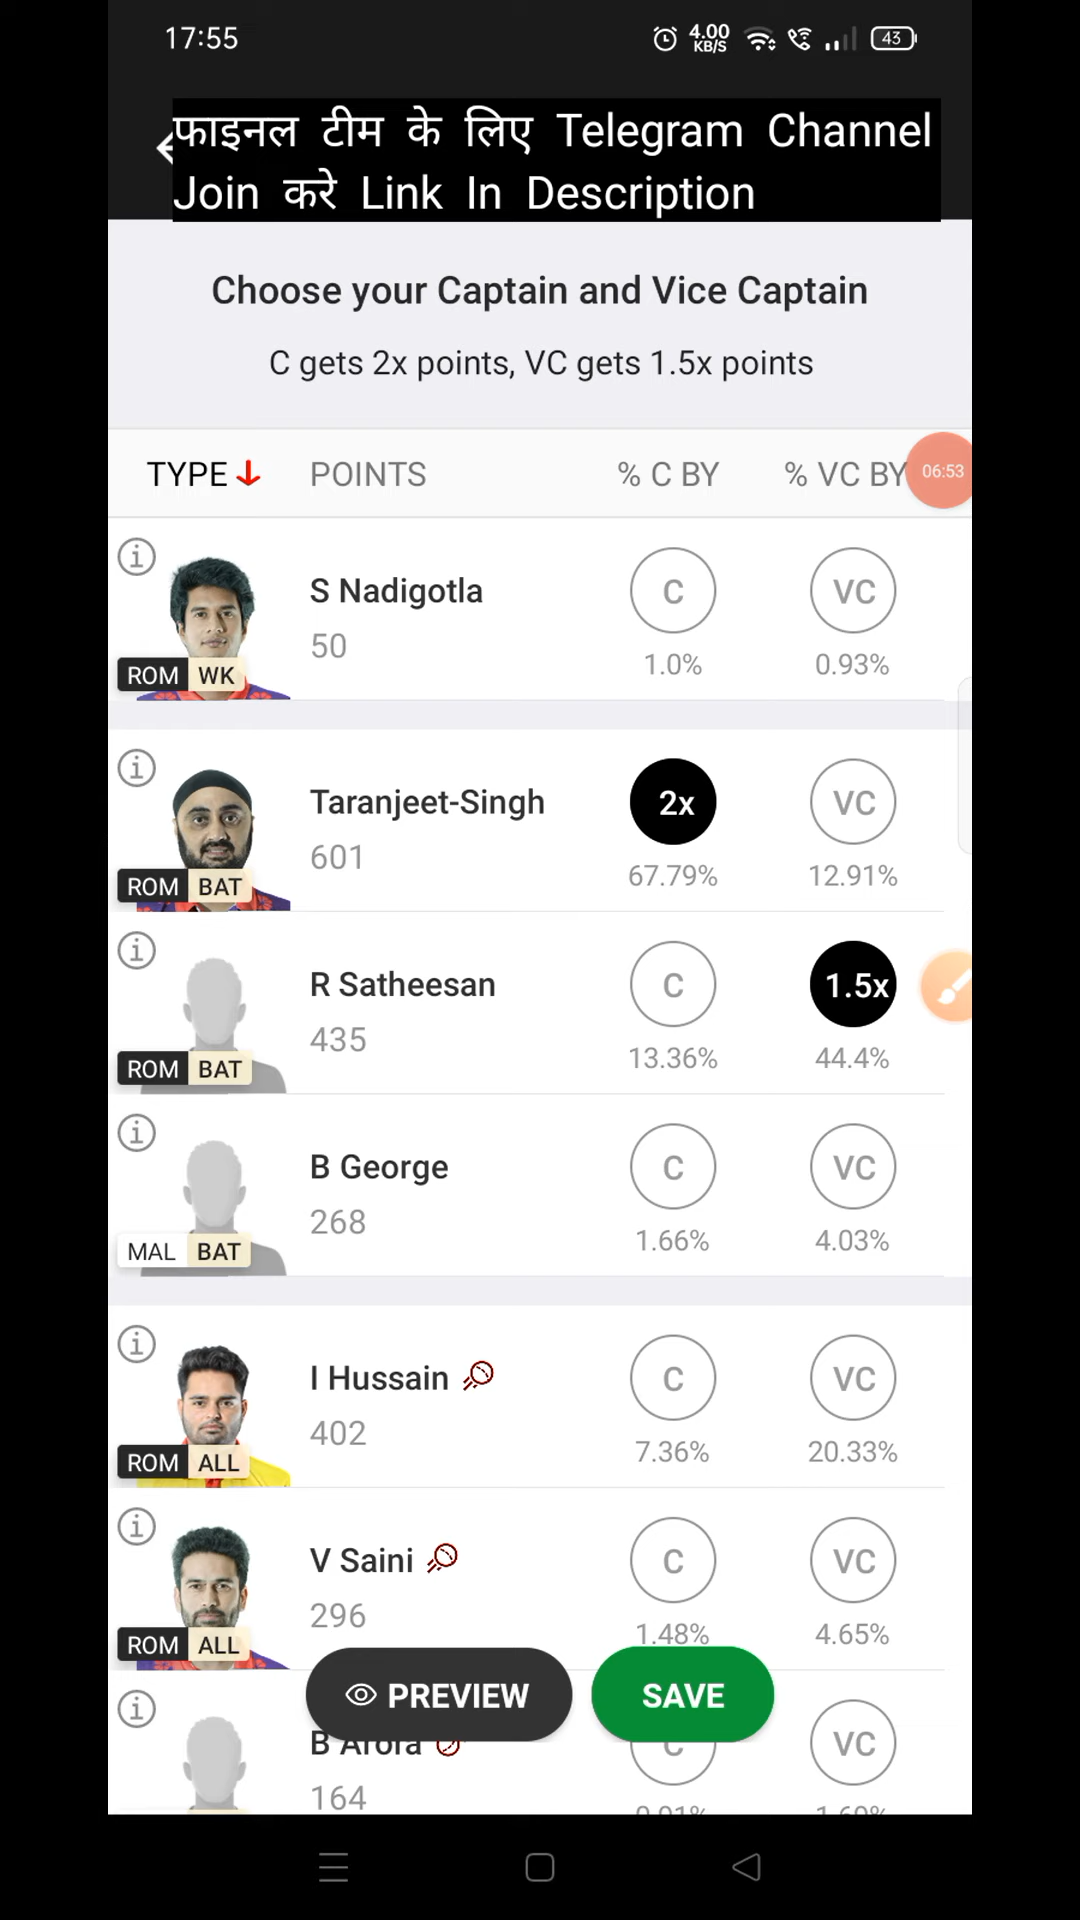 17:55
4.00 KB/S
43
फाइनल टीम के लिए Telegram Channel
Join करे Link In Description
Choose your Captain and Vice Captain
C gets 2x points, VC gets 1.5x points
TYPE POINTS % C BY % VC BY
06:53
S Nadigotla
50
C
VC
1.0%
0.93%
ROM WK
Taranjeet-Singh
601
2x
VC
67.79%
12.91%
ROM BAT
R Satheesan
435
C
1.5x
13.36%
44.4%
ROM BAT
B George
268
C
VC
1.66%
4.03%
MAL BAT
I Hussain
402
C
VC
7.36%
20.33%
ROM ALL
V Saini
296
C
VC
1.48%
4.65%
ROM ALL
PREVIEW
SAVE
B Arora
164
C
VC